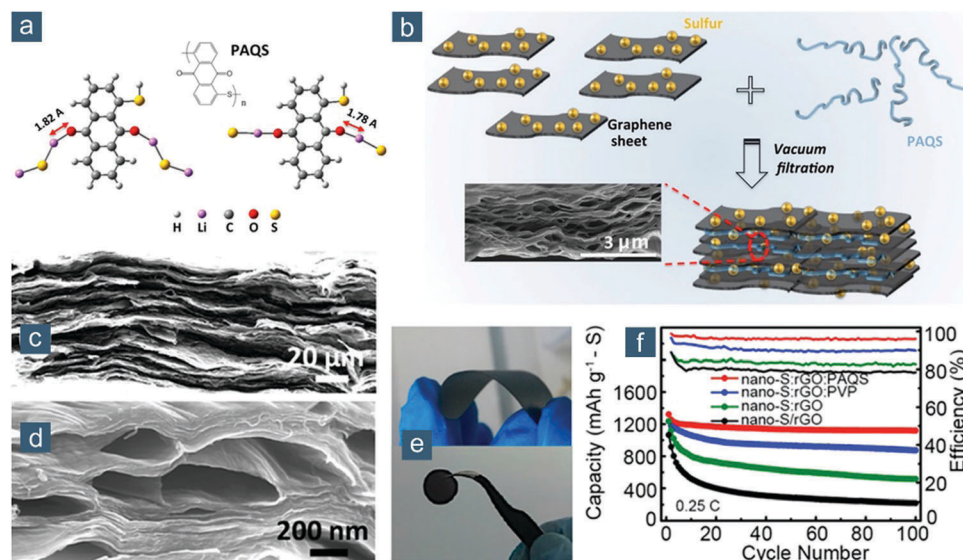 a
PAQS
O
O
S
n
1.82 A
1.78 A
H Li C O S
b
Sulfur
Graphene
sheet
PAQS
Vacuum
filtration
3 μm
c
20 μm
d
200 nm
e
f
nano-S:rGO:PAQS
nano-S:rGO:PVP
nano-S:rGO
nano-S/rGO
0.25 C
Capacity (mAh g⁻¹ - S)
1600
1200
800
400
0
0 20 40 60 80 100
Cycle Number
100
80
60
40
20
0
Efficiency (%)